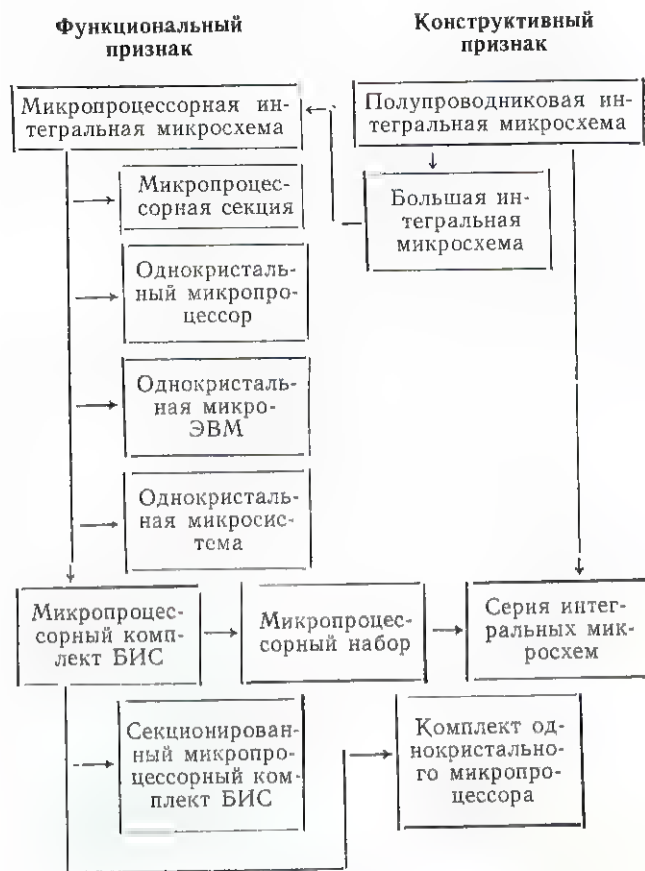 Функциональный
признак
Конструктивный
признак
Микропроцессорная ин-
тегральная микросхема
Полупроводниковая ин-
тегральная микросхема
Микропроцес-
сорная секция
Большая ин-
тегральная
микросхема
Однокристаль-
ный микропро-
цессор
Однокристаль-
ная микро-
ЭВМ
Однокристаль-
ная микросис-
тема
Микропроцес-
сорный комп-
лект БИС
Микропроцес-
сорный набор
Серия интег-
ральных мик-
росхем
Секционирован-
ный микропро-
цессорный ком-
плект БИС
Комплект од-
нокристально-
го микропро-
цессора